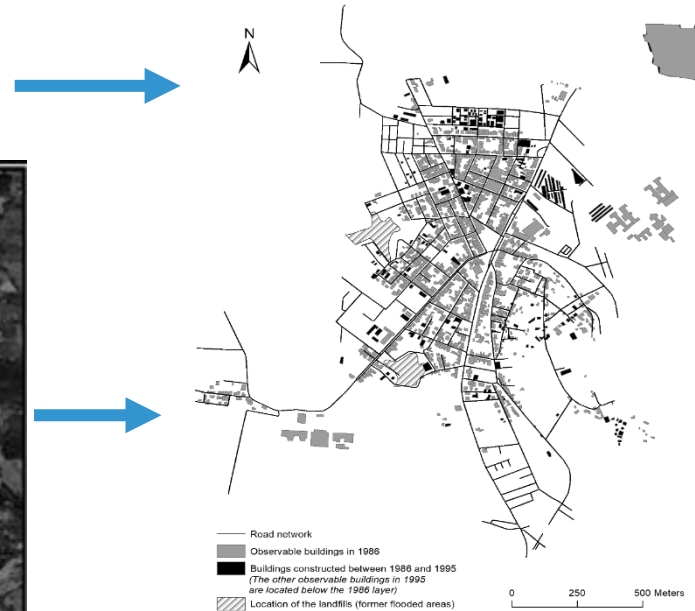 N
Road network
Observable buildings in 1986
Buildings constructed between 1986 and 1995
(The other observable buildings in 1995
are located below the 1986 layer)
Location of the landfills (former flooded areas)
0 250 500 Meters